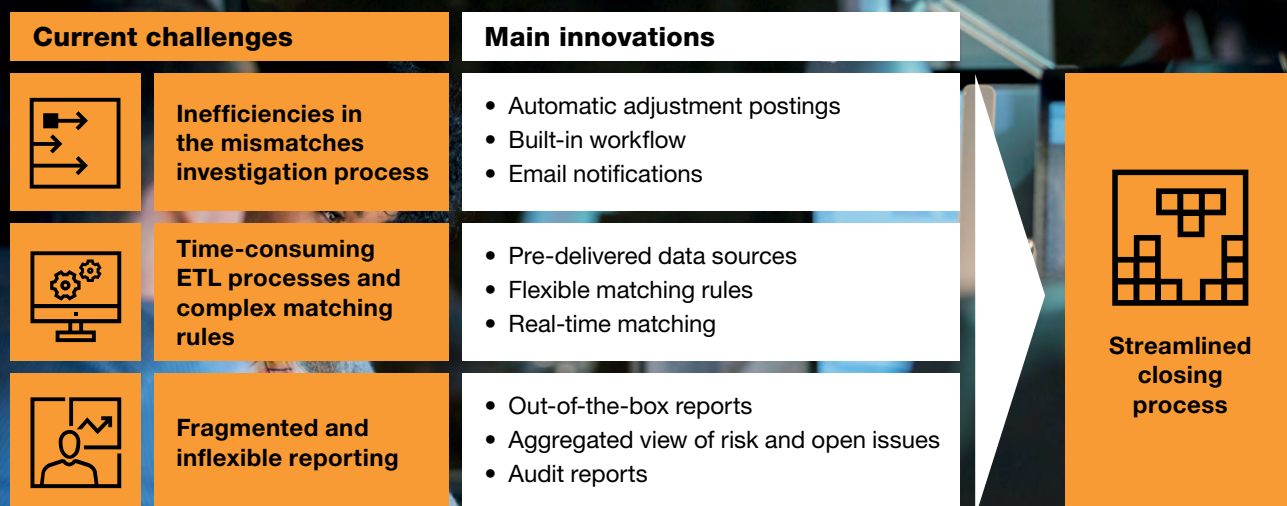 Current challenges
Main innovations
Inefficiencies in
the mismatches
investigation process
• Automatic adjustment postings
• Built-in workflow
• Email notifications
Time-consuming
ETL processes and
complex matching
rules
• Pre-delivered data sources
• Flexible matching rules
• Real-time matching
Fragmented and
inflexible reporting
• Out-of-the-box reports
• Aggregated view of risk and open issues
• Audit reports
Streamlined
closing
process